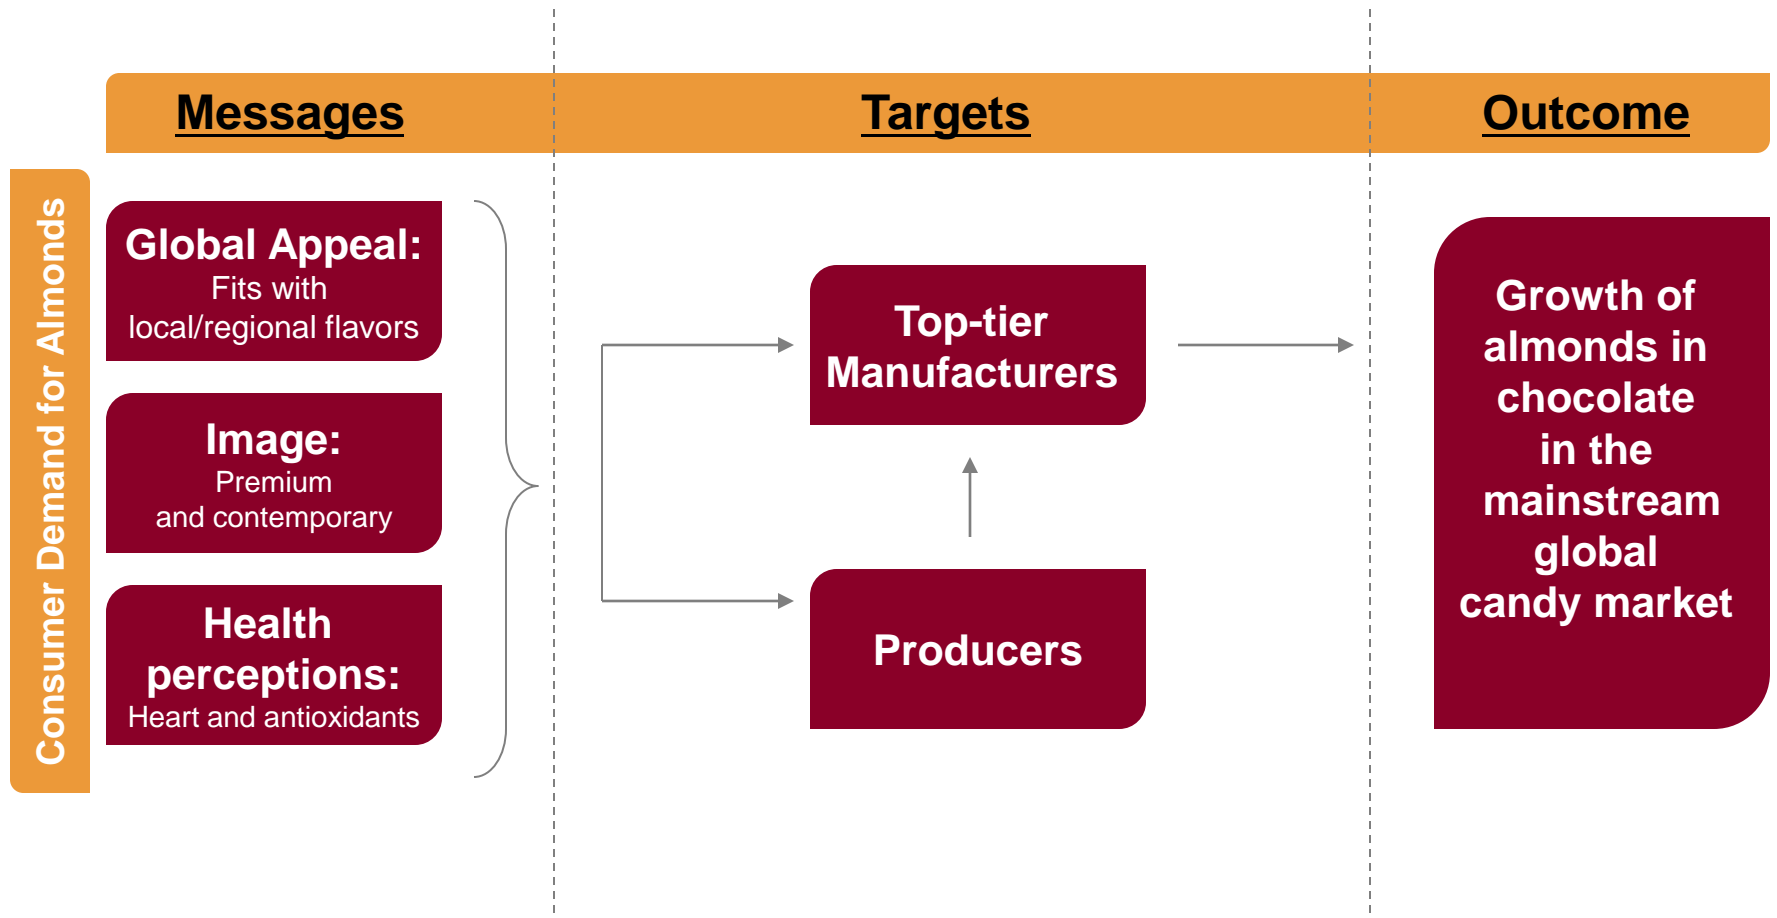 Messages
Targets
Outcome
Consumer Demand for Almonds
Global Appeal:
Fits with
local/regional flavors
Image:
Premium
and contemporary
Health
perceptions:
Heart and antioxidants
Top-tier
Manufacturers
Producers
Growth of
almonds in
chocolate
in the
mainstream
global
candy market